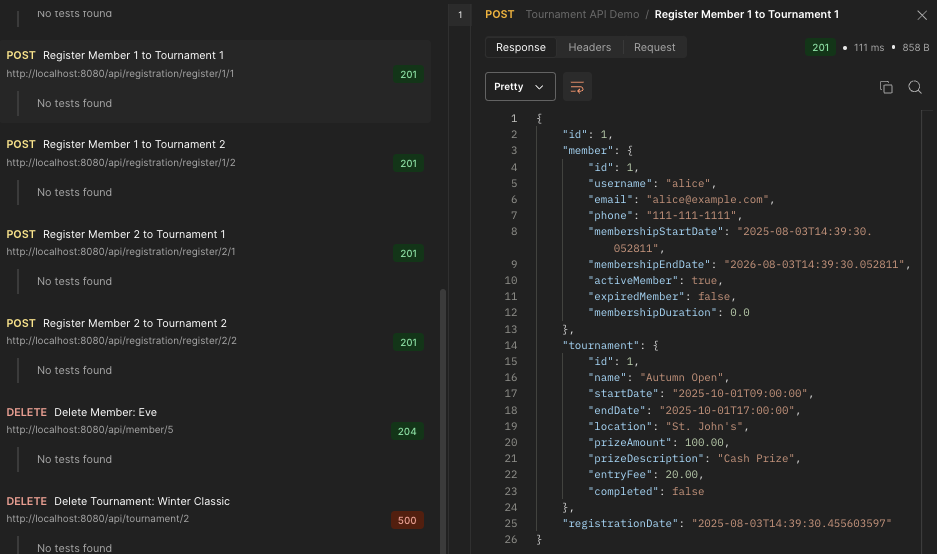 No tests found
POST Register Member 1 to Tournament 1
http://localhost:8080/api/registration/register/1/1
201
No tests found
POST Register Member 1 to Tournament 2
http://localhost:8080/api/registration/register/1/2
201
No tests found
POST Register Member 2 to Tournament 1
http://localhost:8080/api/registration/register/2/1
201
No tests found
POST Register Member 2 to Tournament 2
http://localhost:8080/api/registration/register/2/2
201
No tests found
DELETE Delete Member: Eve
http://localhost:8080/api/member/5
204
No tests found
DELETE Delete Tournament: Winter Classic
http://localhost:8080/api/tournament/2
500
No tests found
1
POST Tournament API Demo / Register Member 1 to Tournament 1
Response Headers Request
201 • 111 ms • 858 B
Pretty
1 {
2 "id": 1,
3 "member": {
4 "id": 1,
5 "username": "alice",
6 "email": "alice@example.com",
7 "phone": "111-111-1111",
8 "membershipStartDate": "2025-08-03T14:39:30.
052811",
9 "membershipEndDate": "2026-08-03T14:39:30.052811",
10 "activeMember": true,
11 "expiredMember": false,
12 "membershipDuration": 0.0
13 },
14 "tournament": {
15 "id": 1,
16 "name": "Autumn Open",
17 "startDate": "2025-10-01T09:00:00",
18 "endDate": "2025-10-01T17:00:00",
19 "location": "St. John's",
20 "prizeAmount": 100.00,
21 "prizeDescription": "Cash Prize",
22 "entryFee": 20.00,
23 "completed": false
24 },
25 "registrationDate": "2025-08-03T14:39:30.455603597"
26 }